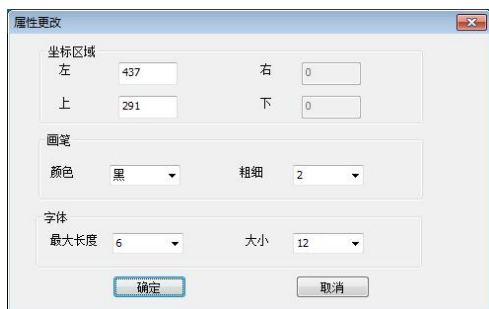 属性更改
坐标区域
左 437 右 0
上 291 下 0
画笔
颜色 黑 粗细 2
字体
最大长度 6 大小 12
确定 取消